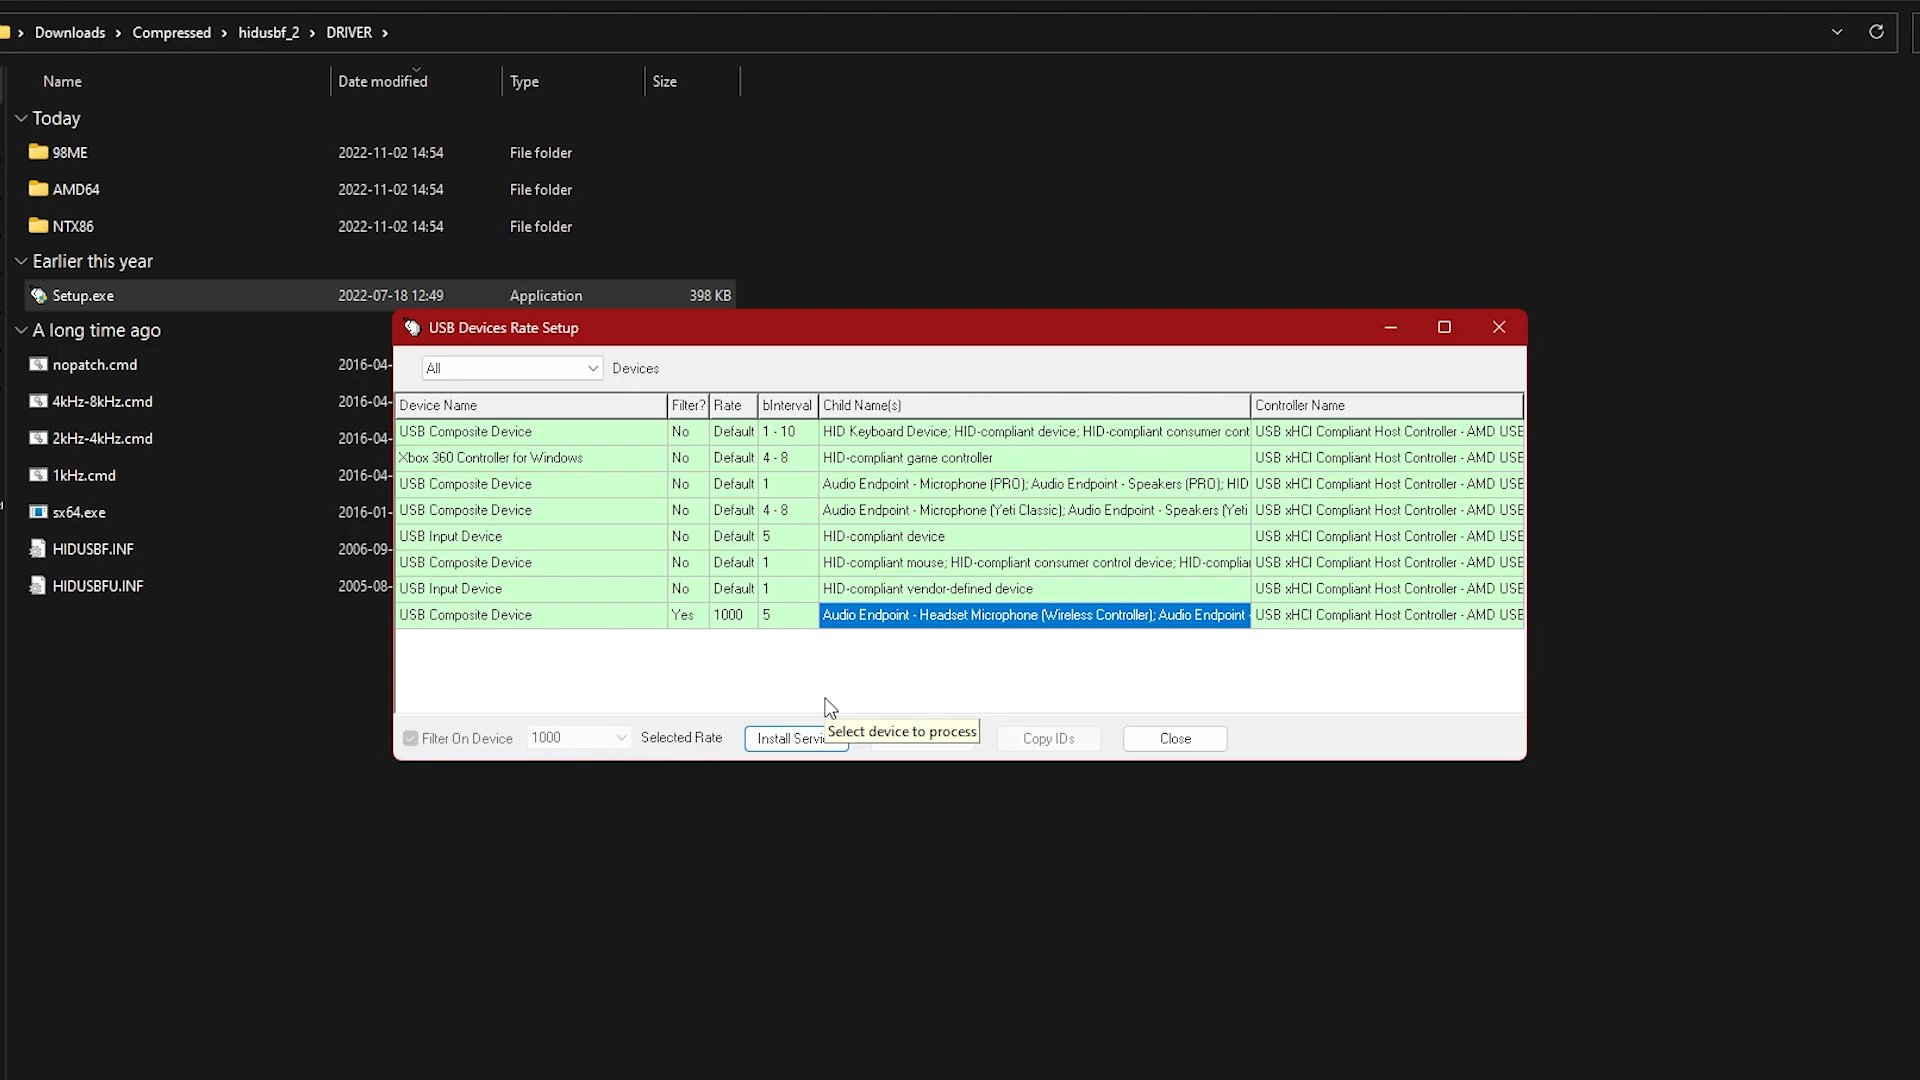 Downloads > Compressed > hidusbf_2 > DRIVER >
Name Date modified Type Size
Today
98ME 2022-11-02 14:54 File folder
AMD64 2022-11-02 14:54 File folder
NTX86 2022-11-02 14:54 File folder
Earlier this year
Setup.exe 2022-07-18 12:49 Application 398 KB
A long time ago
nopatch.cmd 2016-04-
4kHz-8kHz.cmd 2016-04-
2kHz-4kHz.cmd 2016-04-
1kHz.cmd 2016-04-
sx64.exe 2016-01-
HIDUSBF.INF 2006-09-
HIDUSBFU.INF 2005-08-
USB Devices Rate Setup
All Devices
Device Name Filter? Rate bInterval Child Name(s) Controller Name
USB Composite Device No Default 1 - 10 HID Keyboard Device; HID-compliant device; HID-compliant consumer cont USB xHCI Compliant Host Controller - AMD USB
Xbox 360 Controller for Windows No Default 4 - 8 HID-compliant game controller USB xHCI Compliant Host Controller - AMD USB
USB Composite Device No Default 1 Audio Endpoint - Microphone (PRO); Audio Endpoint - Speakers (PRO); HID USB xHCI Compliant Host Controller - AMD USB
USB Composite Device No Default 4 - 8 Audio Endpoint - Microphone (Yeti Classic); Audio Endpoint - Speakers (Yeti USB xHCI Compliant Host Controller - AMD USB
USB Input Device No Default 5 HID-compliant device USB xHCI Compliant Host Controller - AMD USB
USB Composite Device No Default 1 HID-compliant mouse; HID-compliant consumer control device; HID-complia USB xHCI Compliant Host Controller - AMD USB
USB Input Device No Default 1 HID-compliant vendor-defined device USB xHCI Compliant Host Controller - AMD USB
USB Composite Device Yes 1000 5 Audio Endpoint - Headset Microphone (Wireless Controller); Audio Endpoint - USB xHCI Compliant Host Controller - AMD USB
Filter On Device 1000 Selected Rate Install Servi Select device to process Copy IDs Close